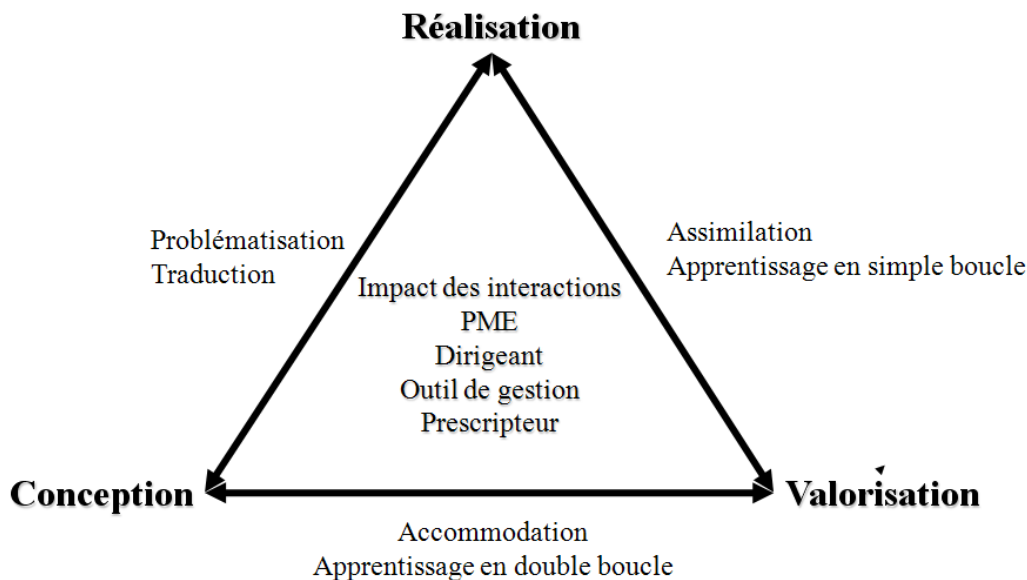 Réalisation
Problématisation
Traduction
Assimilation
Apprentissage en simple boucle
Impact des interactions
PME
Dirigeant
Outil de gestion
Prescripteur
Conception
Valorisation
Accommodation
Apprentissage en double boucle